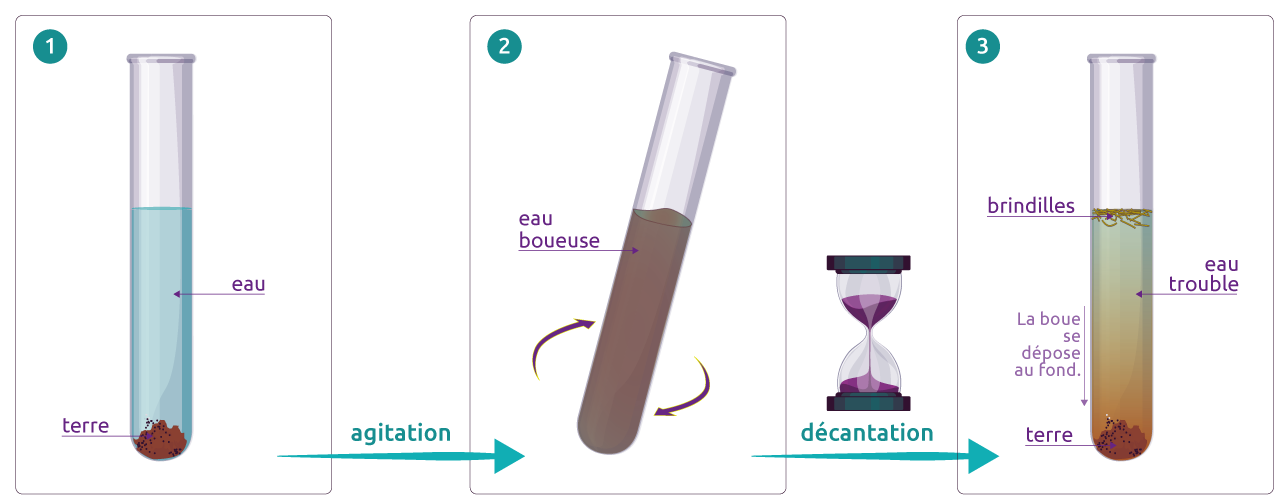 1
eau
terre
agitation
2
eau
boueuse
décantation
3
brindilles
eau
trouble
La boue
se
dépose
au fond.
terre